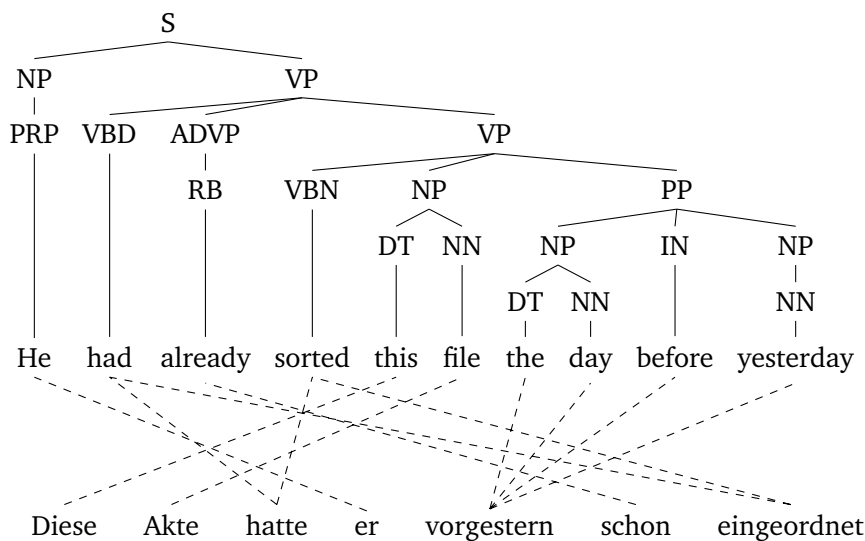 S
NP VP
PRP VBD ADVP VP
RB VBN NP PP
DT NN NP IN NP
DT NN NN
He had already sorted this file the day before yesterday
Diese Akte hatte er vorgestern schon eingeordnet